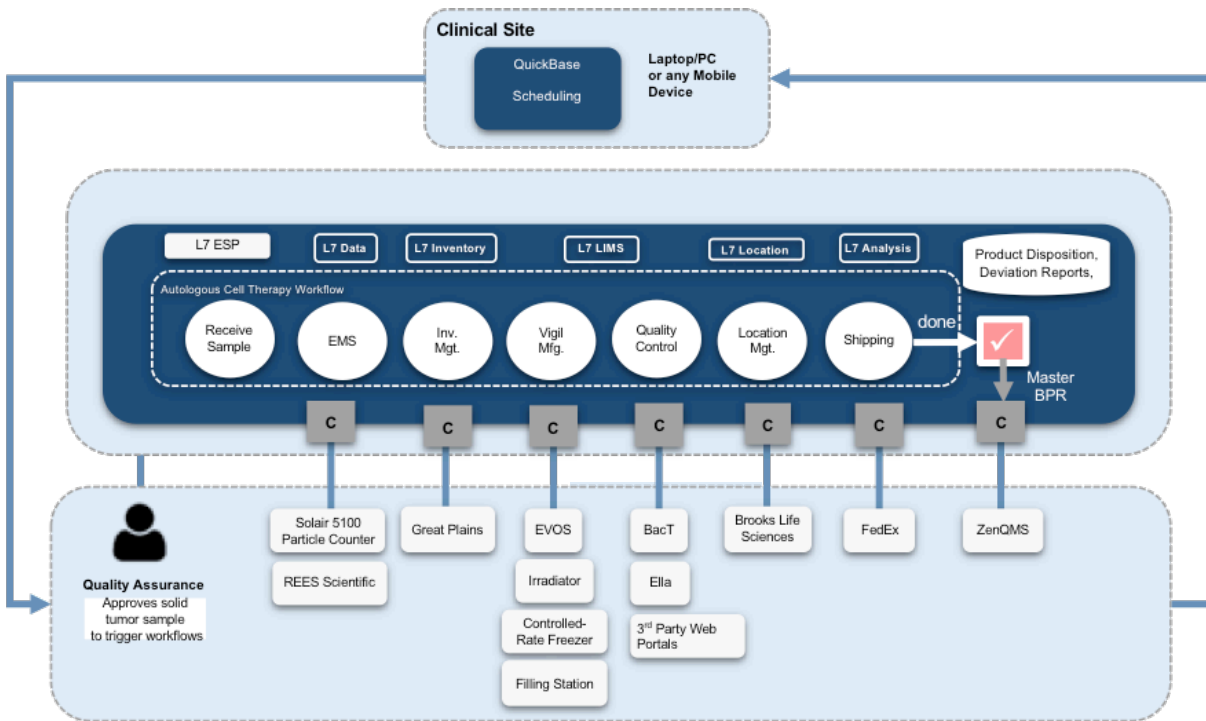 Clinical Site
QuickBase
Scheduling
Laptop/PC
or any Mobile
Device
L7 ESP
L7 Data
L7 Inventory
L7 LIMS
L7 Location
L7 Analysis
Product Disposition,
Deviation Reports,
Autologous Cell Therapy Workflow
Receive
Sample
EMS
Inv.
Mgt.
Vigil
Mfg.
Quality
Control
Location
Mgt.
Shipping
done
Master
BPR
C
C
C
C
C
C
C
Quality Assurance
Approves solid
tumor sample
to trigger workflows
Solair 5100
Particle Counter
REES Scientific
Great Plains
EVOS
Irradiator
Controlled-
Rate Freezer
Filling Station
BacT
Ella
3rd Party Web
Portals
Brooks Life
Sciences
FedEx
ZenQMS